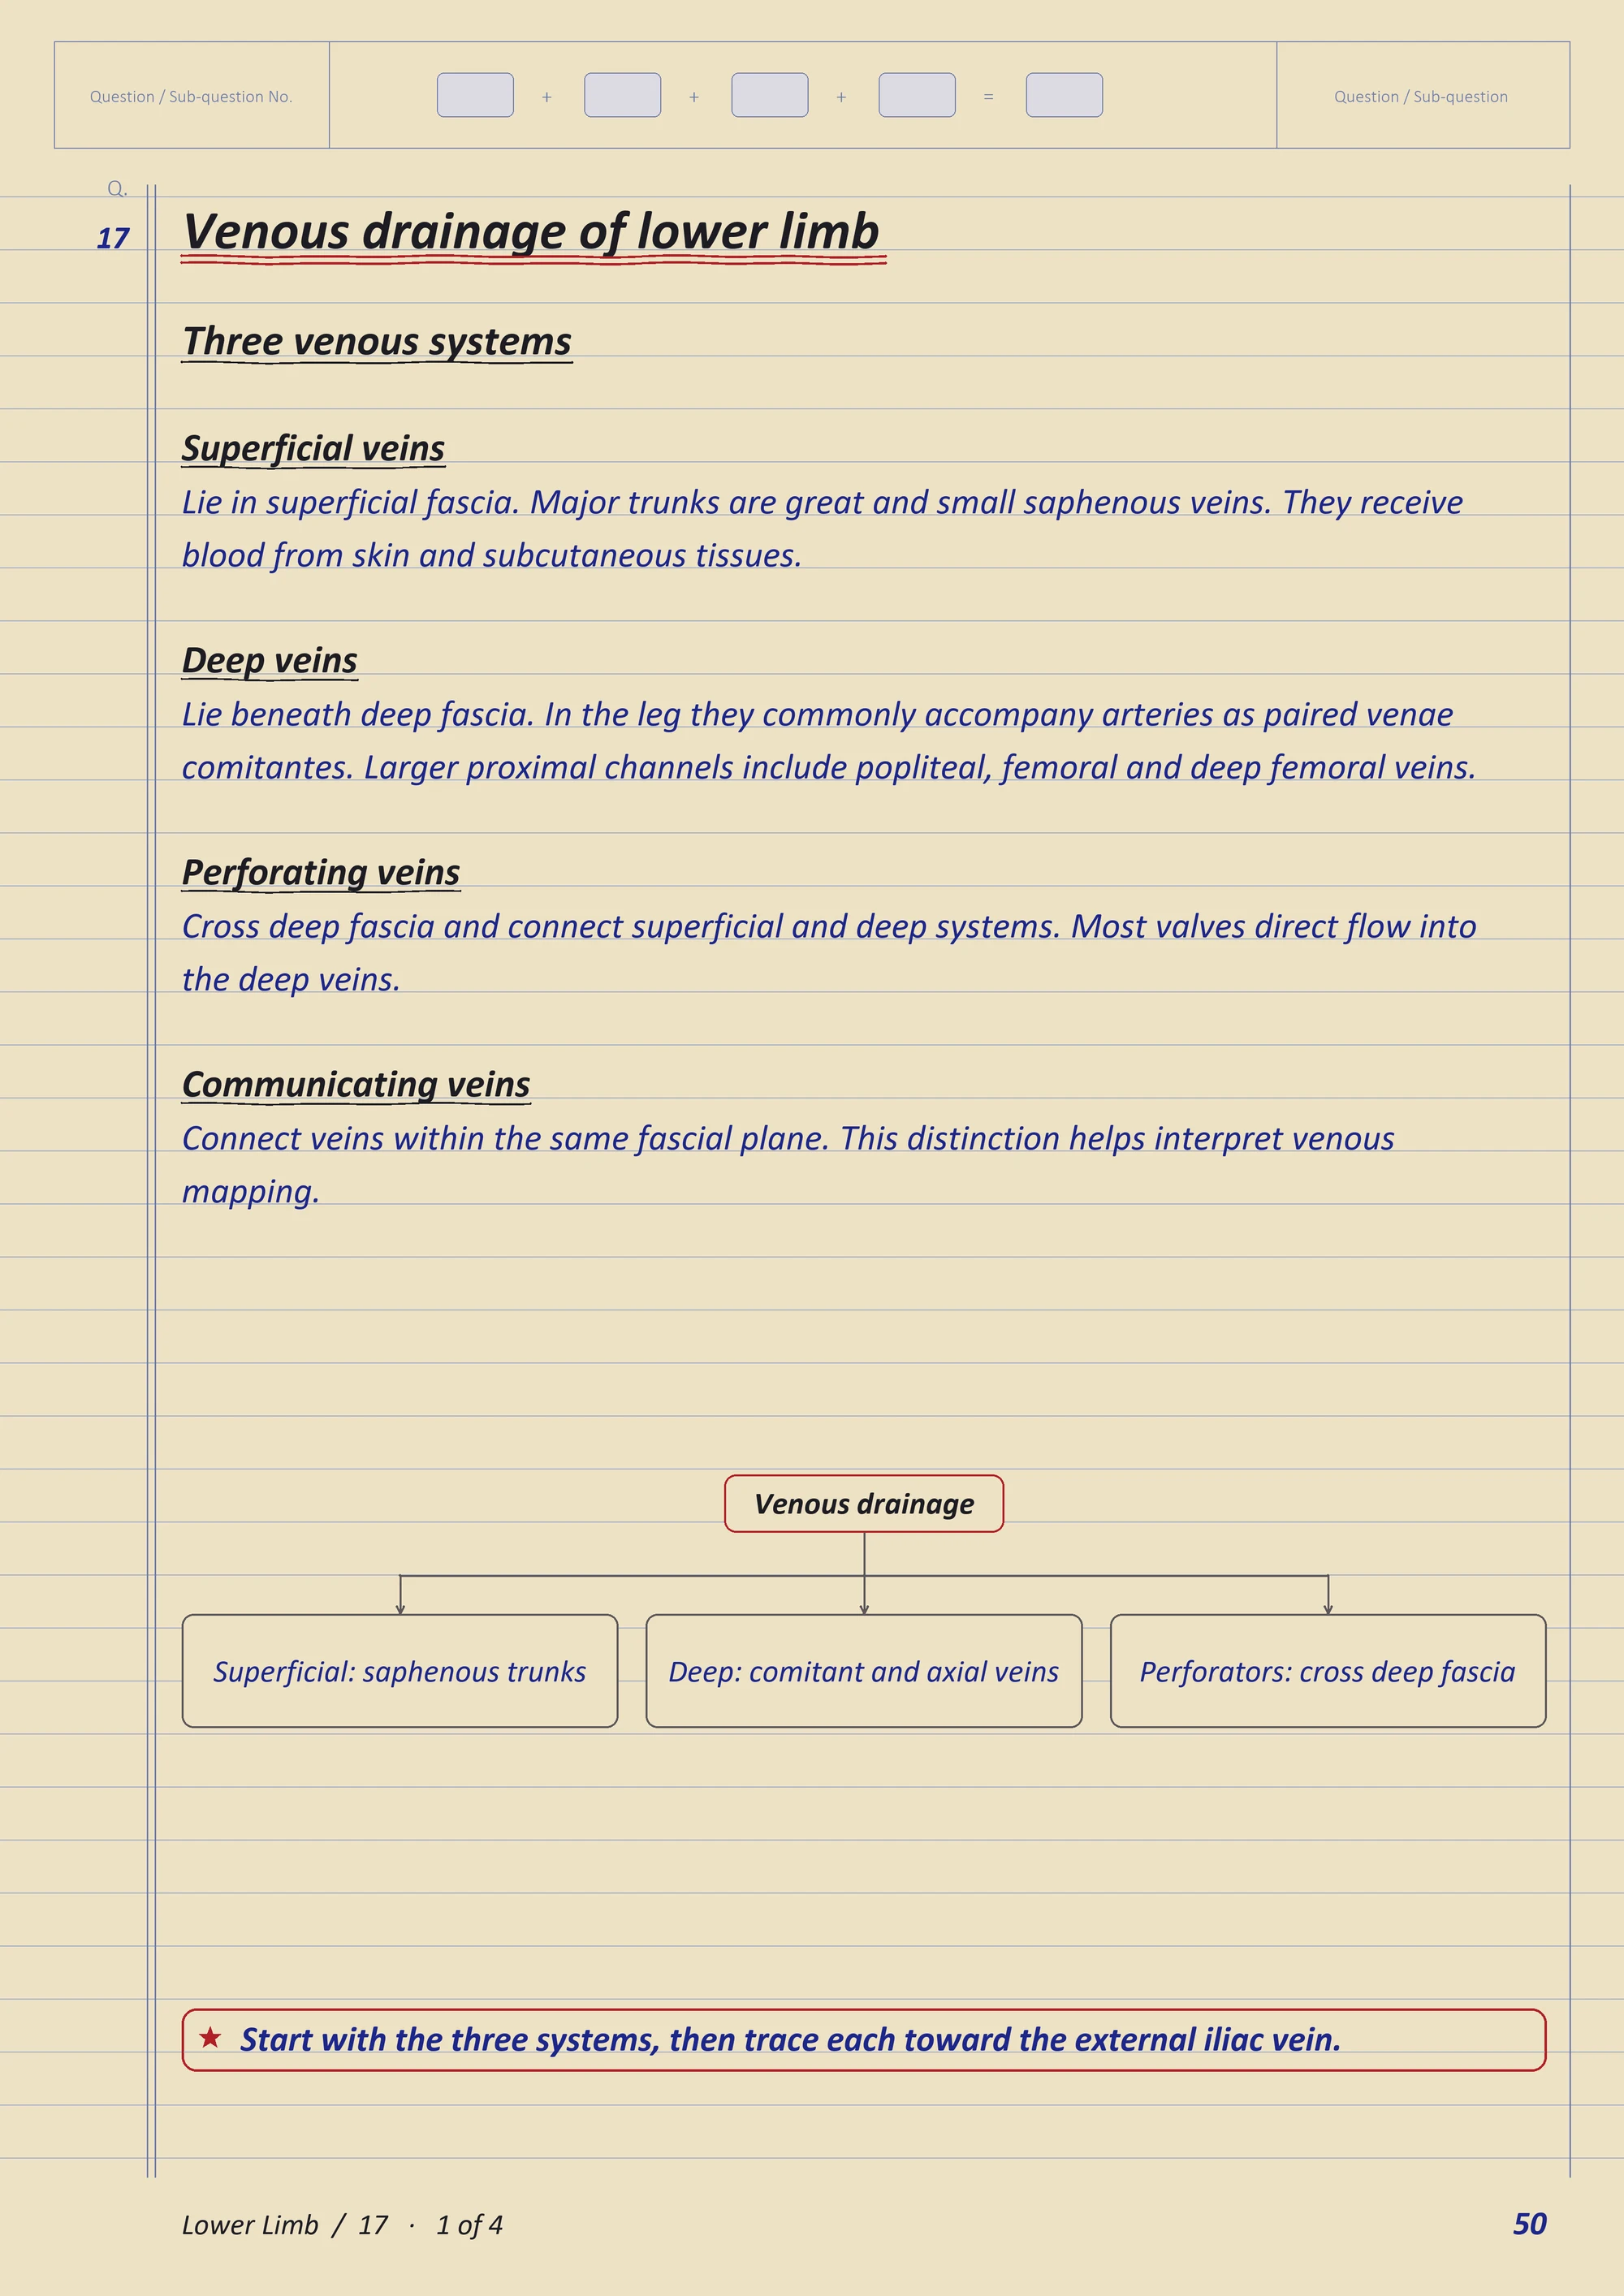 Question / Sub-question No.
+ + + =
Question / Sub-question
Q.
17
Venous drainage of lower limb
Three venous systems
Superficial veins
Lie in superficial fascia. Major trunks are great and small saphenous veins. They receive
blood from skin and subcutaneous tissues.
Deep veins
Lie beneath deep fascia. In the leg they commonly accompany arteries as paired venae
comitantes. Larger proximal channels include popliteal, femoral and deep femoral veins.
Perforating veins
Cross deep fascia and connect superficial and deep systems. Most valves direct flow into
the deep veins.
Communicating veins
Connect veins within the same fascial plane. This distinction helps interpret venous
mapping.
Venous drainage
Superficial: saphenous trunks
Deep: comitant and axial veins
Perforators: cross deep fascia
★ Start with the three systems, then trace each toward the external iliac vein.
Lower Limb / 17 · 1 of 4
50